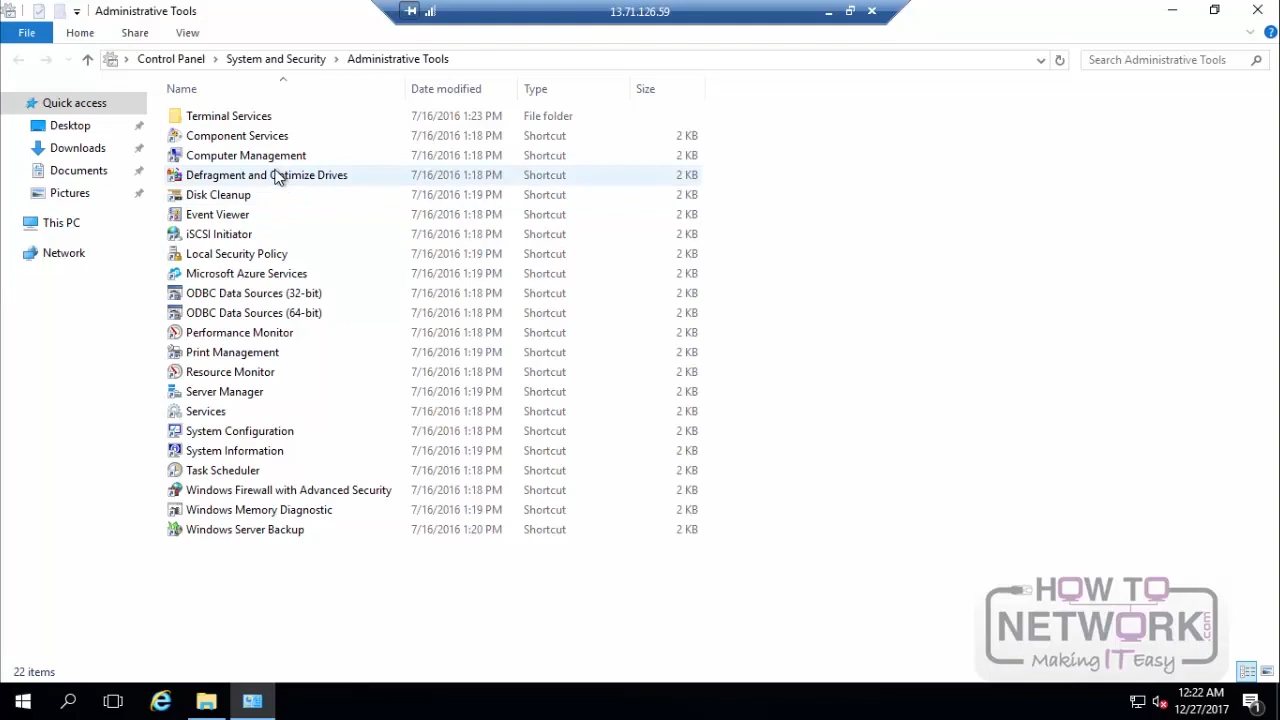 Administrative Tools
13.71.126.59
File Home Share View
Control Panel System and Security Administrative Tools
Search Administrative Tools
Name Date modified Type Size
Quick access
Desktop
Downloads
Documents
Pictures
This PC
Network
Terminal Services 7/16/2016 1:23 PM File folder
Component Services 7/16/2016 1:18 PM Shortcut 2 KB
Computer Management 7/16/2016 1:18 PM Shortcut 2 KB
Defragment and Optimize Drives 7/16/2016 1:18 PM Shortcut 2 KB
Disk Cleanup 7/16/2016 1:19 PM Shortcut 2 KB
Event Viewer 7/16/2016 1:18 PM Shortcut 2 KB
iSCSI Initiator 7/16/2016 1:18 PM Shortcut 2 KB
Local Security Policy 7/16/2016 1:19 PM Shortcut 2 KB
Microsoft Azure Services 7/16/2016 1:19 PM Shortcut 2 KB
ODBC Data Sources (32-bit) 7/16/2016 1:18 PM Shortcut 2 KB
ODBC Data Sources (64-bit) 7/16/2016 1:18 PM Shortcut 2 KB
Performance Monitor 7/16/2016 1:18 PM Shortcut 2 KB
Print Management 7/16/2016 1:19 PM Shortcut 2 KB
Resource Monitor 7/16/2016 1:18 PM Shortcut 2 KB
Server Manager 7/16/2016 1:19 PM Shortcut 2 KB
Services 7/16/2016 1:18 PM Shortcut 2 KB
System Configuration 7/16/2016 1:18 PM Shortcut 2 KB
System Information 7/16/2016 1:19 PM Shortcut 2 KB
Task Scheduler 7/16/2016 1:18 PM Shortcut 2 KB
Windows Firewall with Advanced Security 7/16/2016 1:18 PM Shortcut 2 KB
Windows Memory Diagnostic 7/16/2016 1:19 PM Shortcut 2 KB
Windows Server Backup 7/16/2016 1:20 PM Shortcut 2 KB
HOW TO
NETWORK.com
Making IT Easy
22 items
12:22 AM
12/27/2017
1